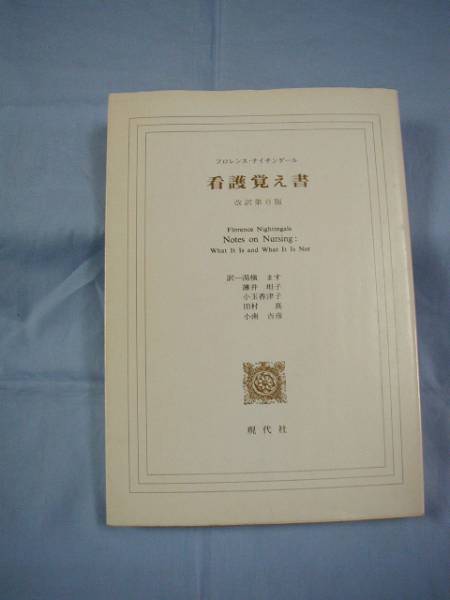 フロレンス・ナイチンゲール
看護覚え書
改訳第6版
Florence Nightingale
Notes on Nursing:
What It Is and What It Is Not
訳―湯槇 ます
薄井 坦子
小玉香津子
田村 真
小南 吉彦
現代社